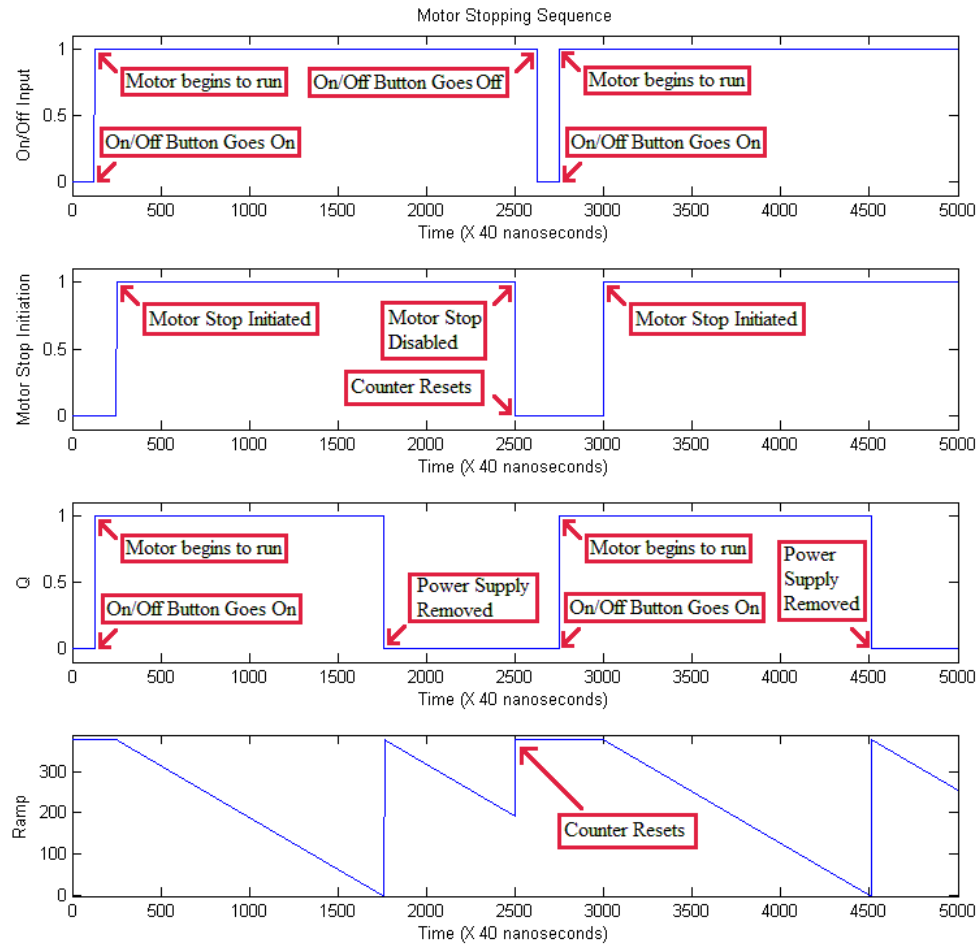 Motor Stopping Sequence
On/Off Input
1
0.5
0
Motor begins to run
On/Off Button Goes Off
Motor begins to run
On/Off Button Goes On
On/Off Button Goes On
0 500 1000 1500 2000 2500 3000 3500 4000 4500 5000
Time (X 40 nanoseconds)
Motor Stop Initiation
1
0.5
0
Motor Stop Initiated
Motor Stop
Disabled
Counter Resets
Motor Stop Initiated
0 500 1000 1500 2000 2500 3000 3500 4000 4500 5000
Time (X 40 nanoseconds)
Q
1
0.5
0
Motor begins to run
On/Off Button Goes On
Power Supply
Removed
Motor begins to run
On/Off Button Goes On
Power
Supply
Removed
0 500 1000 1500 2000 2500 3000 3500 4000 4500 5000
Time (X 40 nanoseconds)
Ramp
300
200
100
0
Counter Resets
0 500 1000 1500 2000 2500 3000 3500 4000 4500 5000
Time (X 40 nanoseconds)